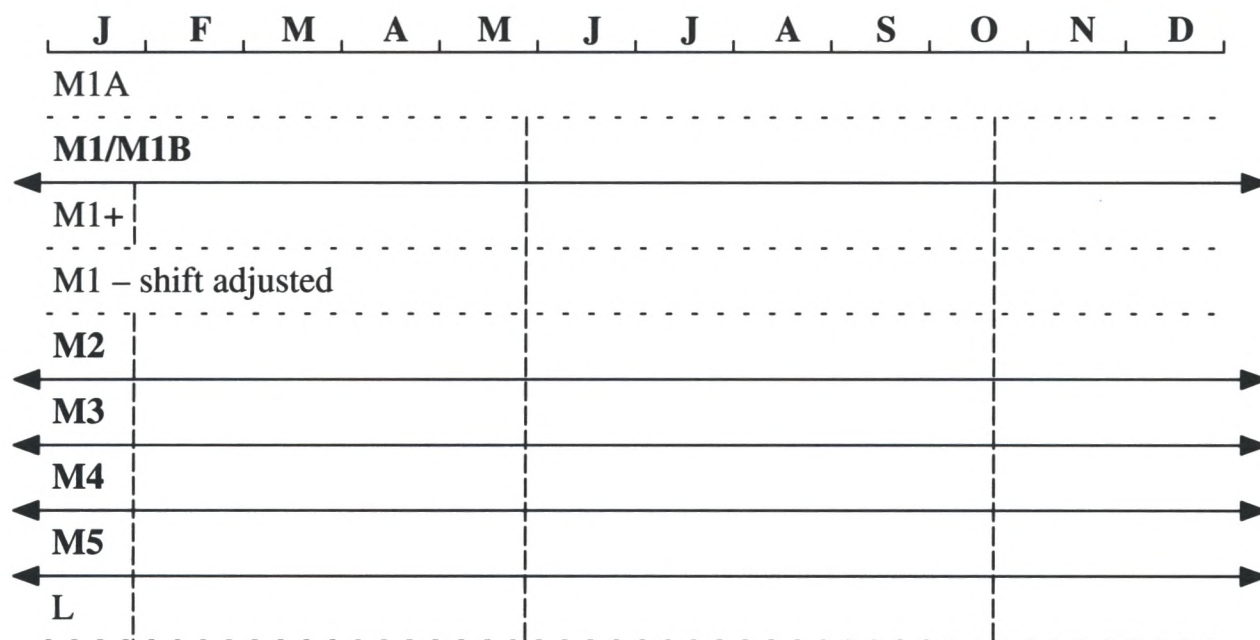 J F M A M J J A S O N D
M1A
M1/M1B
M1+
M1 – shift adjusted
M2
M3
M4
M5
L